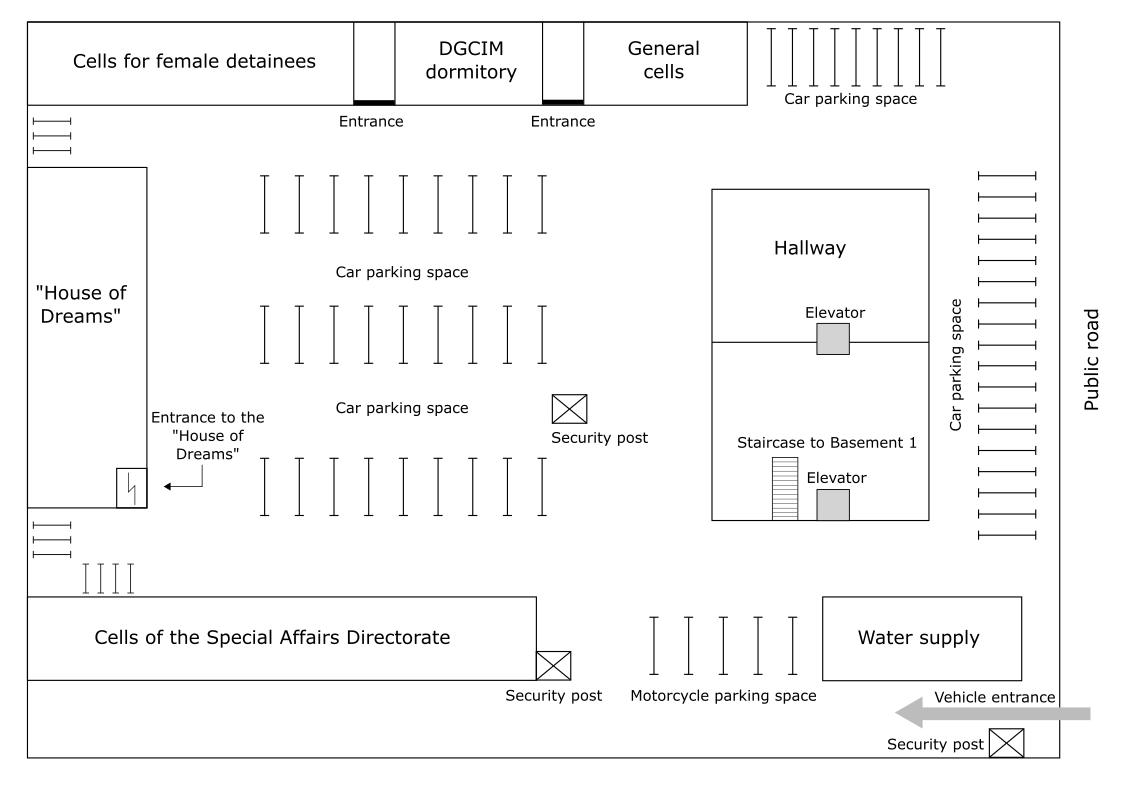 Cells for female detainees
DGCIM
dormitory
General
cells
Car parking space
Entrance
Entrance
"House of
Dreams"
Car parking space
Hallway
Elevator
Car parking space
Public road
Car parking space
Security post
Entrance to the
"House of
Dreams"
Staircase to Basement 1
Elevator
Cells of the Special Affairs Directorate
Security post
Motorcycle parking space
Water supply
Vehicle entrance
Security post